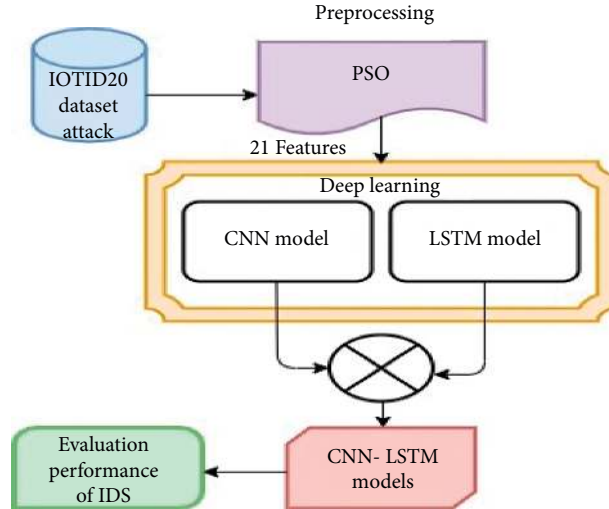 Preprocessing
IOTID20
dataset
attack
PSO
21 Features
Deep learning
CNN model
LSTM model
CNN- LSTM
models
Evaluation
performance
of IDS